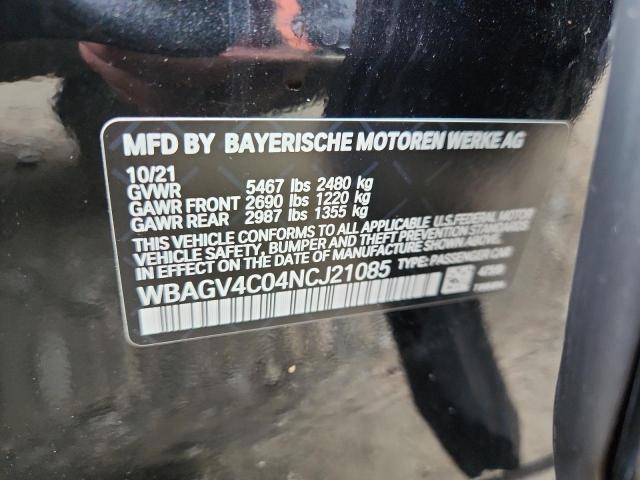 MFD BY BAYERISCHE MOTOREN WERKE AG
10/21
GVWR 5467 lbs 2480 kg
GAWR FRONT 2690 lbs 1220 kg
GAWR REAR 2987 lbs 1355 kg
THIS VEHICLE CONFORMS TO ALL APPLICABLE U.S. FEDERAL MOTOR
VEHICLE SAFETY, BUMPER AND THEFT PREVENTION STANDARDS
IN EFFECT ON THE DATE OF MANUFACTURE SHOWN ABOVE.
WBAGV4C04NCJ21085 TYPE: PASSENGER CAR